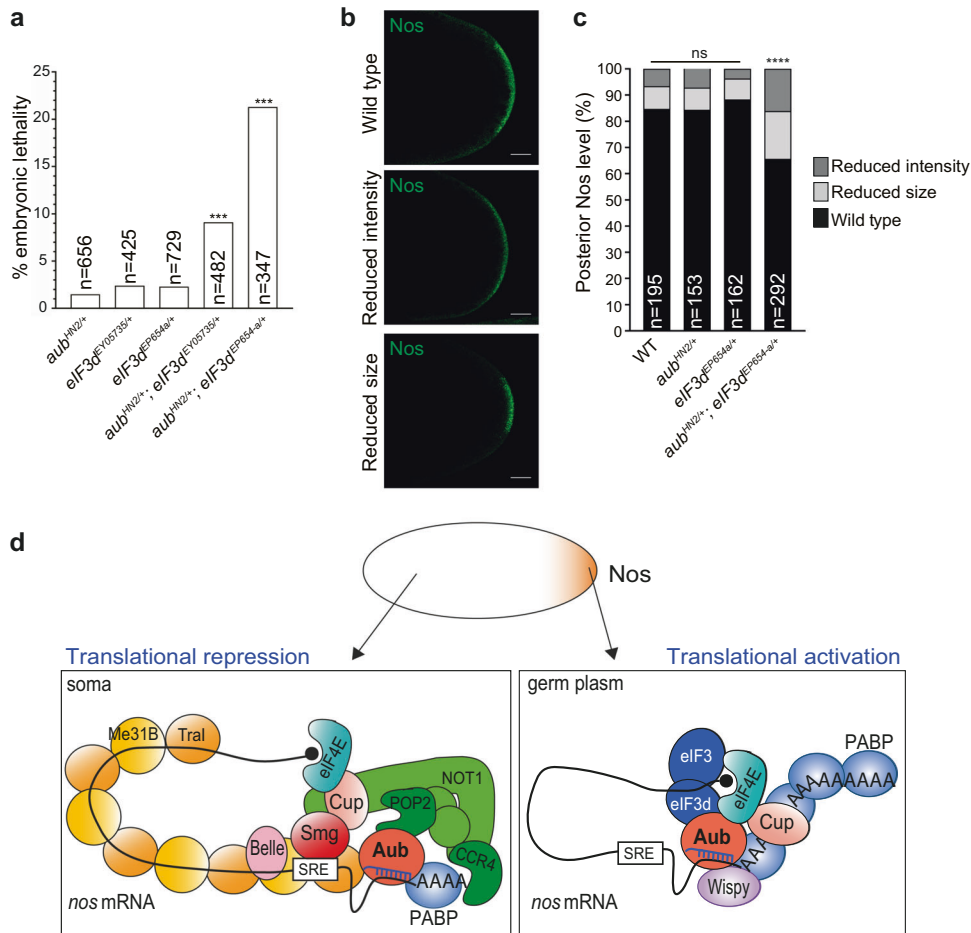 a
% embryonic lethality
25
20
15
10
5
0
n=656
n=425
n=729
n=482
n=347
***
***
aub^HN2/+
eIF3d^EY05735/+
eIF3d^EP654a/+
aub^HN2/+; eIF3d^EY05735/+
aub^HN2/+; eIF3d^EP654-a/+
b
Nos
Wild type
Nos
Reduced intensity
Nos
Reduced size
c
Posterior Nos level (%)
100
90
80
70
60
50
40
30
20
10
0
ns
****
n=195
n=153
n=162
n=292
WT
aub^HN2/+
eIF3d^EP654a/+
aub^HN2/+; eIF3d^EP654-a/+
Reduced intensity
Reduced size
Wild type
d
Nos
Translational repression
soma
Me31B
Tral
eIF4E
NOT1
Cup
POP2
Smg
Belle
Aub
CCR4
SRE
AAAA
nos mRNA
PABP
Translational activation
germ plasm
PABP
eIF3
eIF4E
AAAAAAAAA
eIF3d
Cup
Aub
AAA
SRE
Wispy
nos mRNA